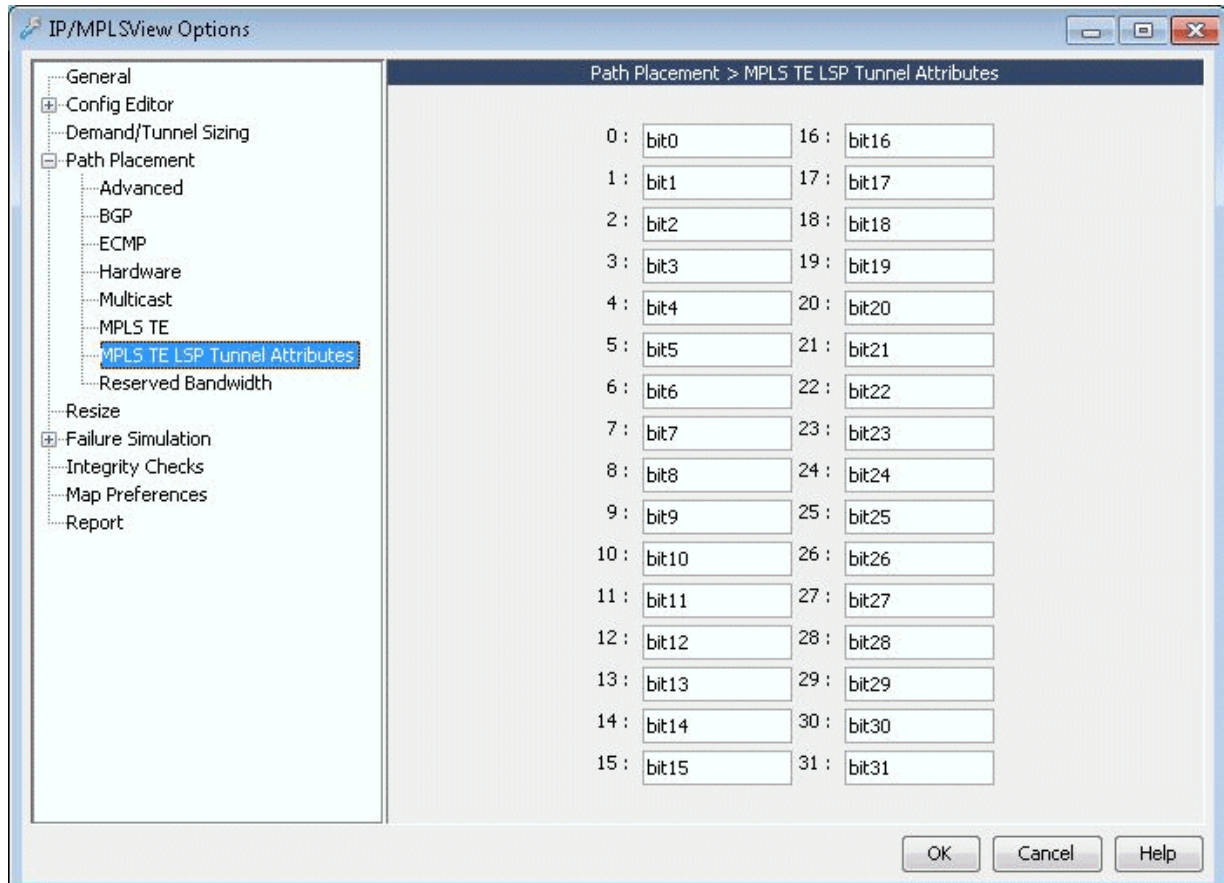 IP/MPLSView Options
General
Config Editor
Demand/Tunnel Sizing
Path Placement
Advanced
BGP
ECMP
Hardware
Multicast
MPLS TE
MPLS TE LSP Tunnel Attributes
Reserved Bandwidth
Resize
Failure Simulation
Integrity Checks
Map Preferences
Report
Path Placement > MPLS TE LSP Tunnel Attributes
0 : bit0 16 : bit16
1 : bit1 17 : bit17
2 : bit2 18 : bit18
3 : bit3 19 : bit19
4 : bit4 20 : bit20
5 : bit5 21 : bit21
6 : bit6 22 : bit22
7 : bit7 23 : bit23
8 : bit8 24 : bit24
9 : bit9 25 : bit25
10 : bit10 26 : bit26
11 : bit11 27 : bit27
12 : bit12 28 : bit28
13 : bit13 29 : bit29
14 : bit14 30 : bit30
15 : bit15 31 : bit31
OK Cancel Help